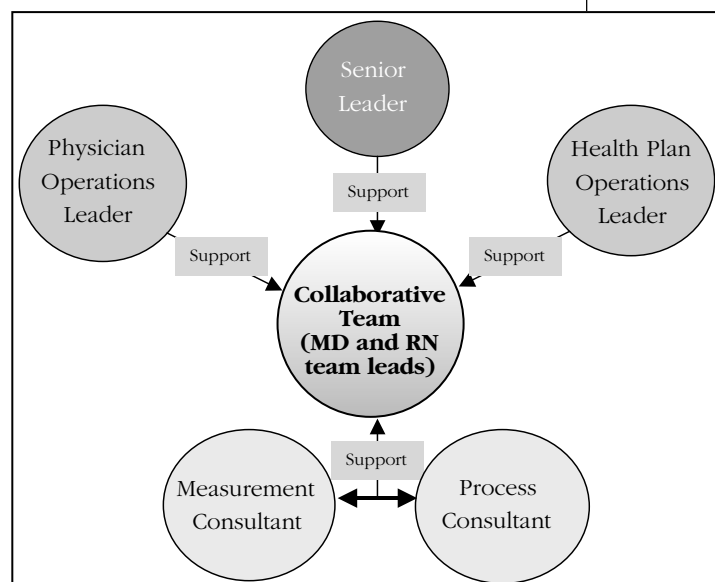 Senior
Leader
Physician
Operations
Leader
Health Plan
Operations
Leader
Support
Support
Support
Collaborative
Team
(MD and RN
team leads)
Support
Measurement
Consultant
Process
Consultant